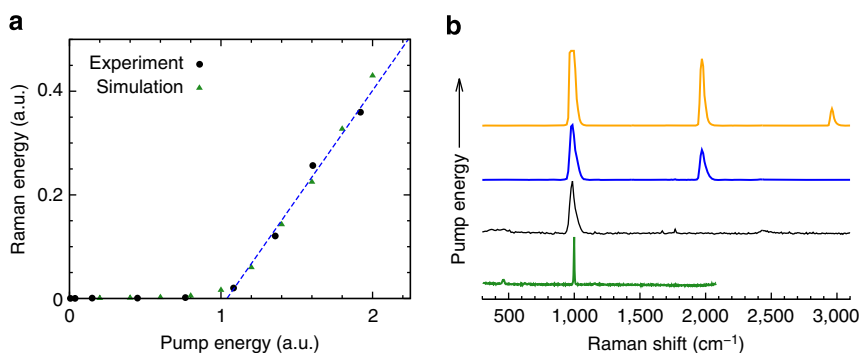 a
Raman energy (a.u.)
0.4
0.2
0
Experiment
Simulation
0
1
2
Pump energy (a.u.)
b
Pump energy
500
1,000
1,500
2,000
2,500
3,000
Raman shift (cm⁻¹)